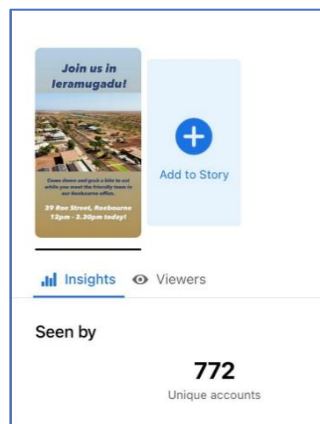 Join us in
Ieramugadu!
Come down and grab a bite to eat
while you meet the friendly team in
our Roebourne office.
39 Roe Street, Roebourne
12pm - 2.30pm today!
Add to Story
Insights
Viewers
Seen by
772
Unique accounts